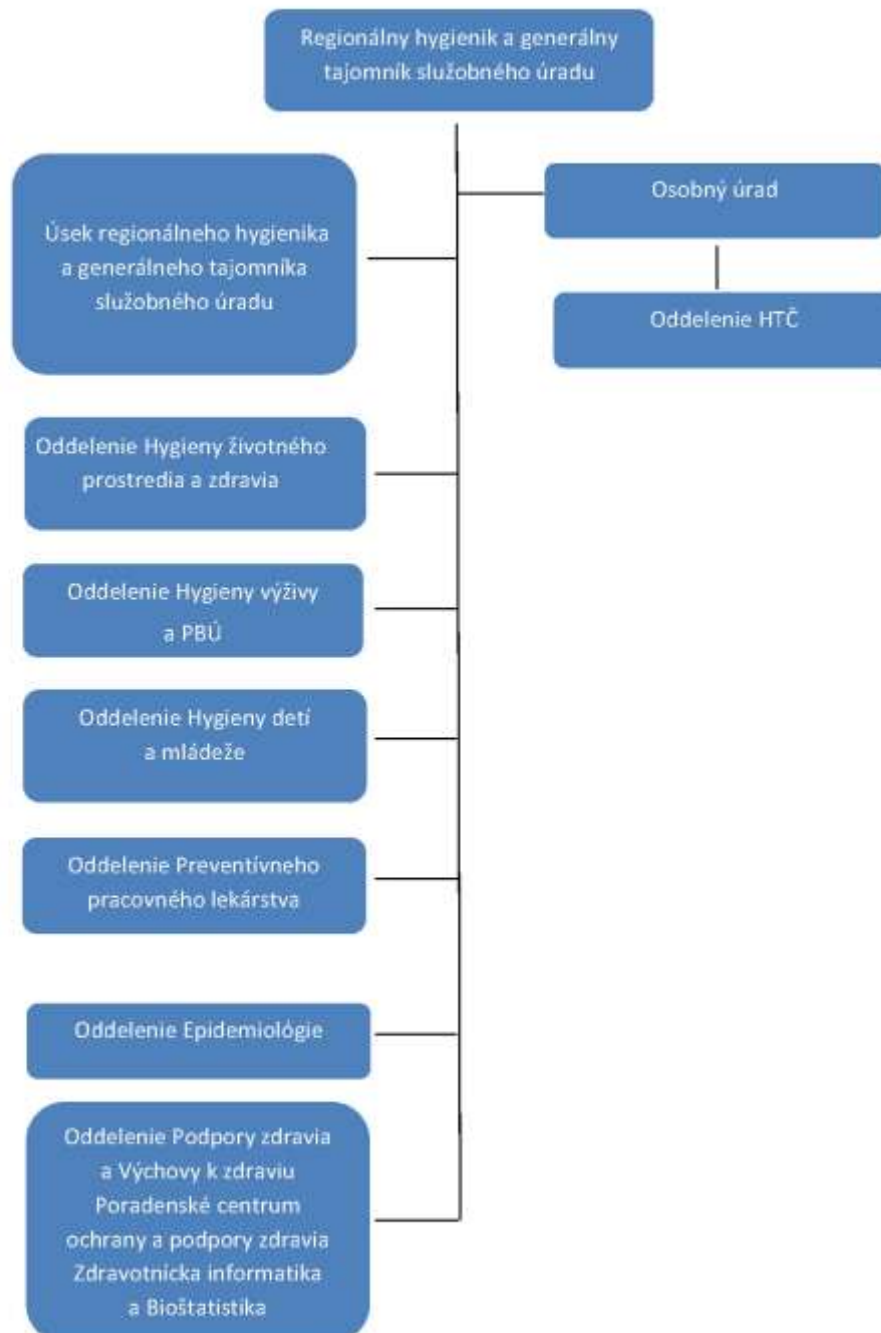 Regionálny hygienik a generálny
tajomník služobného úradu
Osobný úrad
Úsek regionálneho hygienika
a generálneho tajomníka
služobného úradu
Oddelenie HTČ
Oddelenie Hygieny životného
prostredia a zdravia
Oddelenie Hygieny výživy
a PBÚ
Oddelenie Hygieny detí
a mládeže
Oddelenie Preventívneho
pracovného lekárstva
Oddelenie Epidemiológie
Oddelenie Podpory zdravia
a Výchovy k zdraviu
Poradenské centrum
ochrany a podpory zdravia
Zdravotnícka informatika
a Bioštatistika